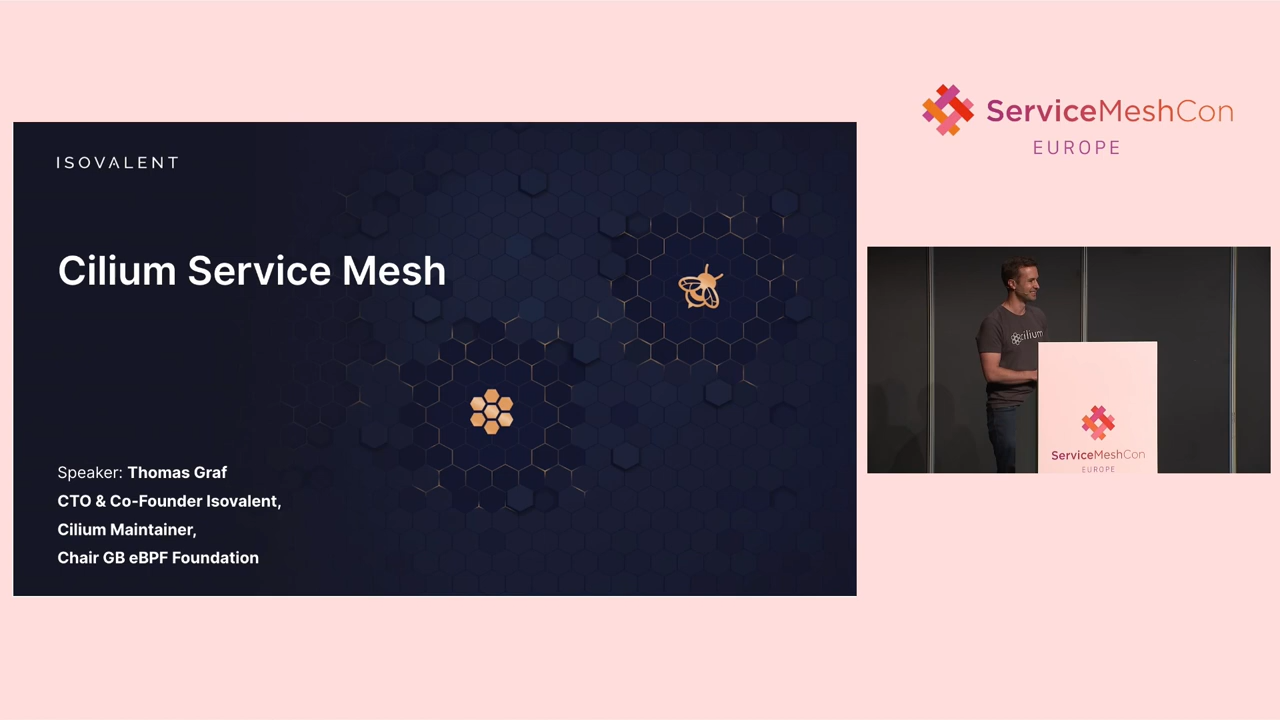 ISOVALENT
Cilium Service Mesh
Speaker: Thomas Graf
CTO & Co-Founder Isovalent,
Cilium Maintainer,
Chair GB eBPF Foundation
ServiceMeshCon
EUROPE
cilium
ServiceMeshCon
EUROPE